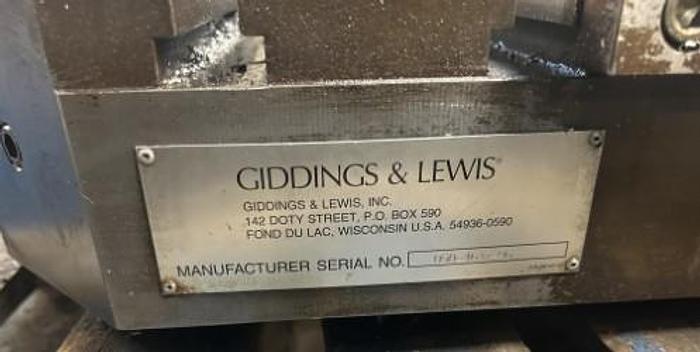 GIDDINGS & LEWIS®
GIDDINGS & LEWIS, INC.
142 DOTY STREET, P.O. BOX 590
FOND DU LAC, WISCONSIN U.S.A. 54936-0590
MANUFACTURER SERIAL NO.